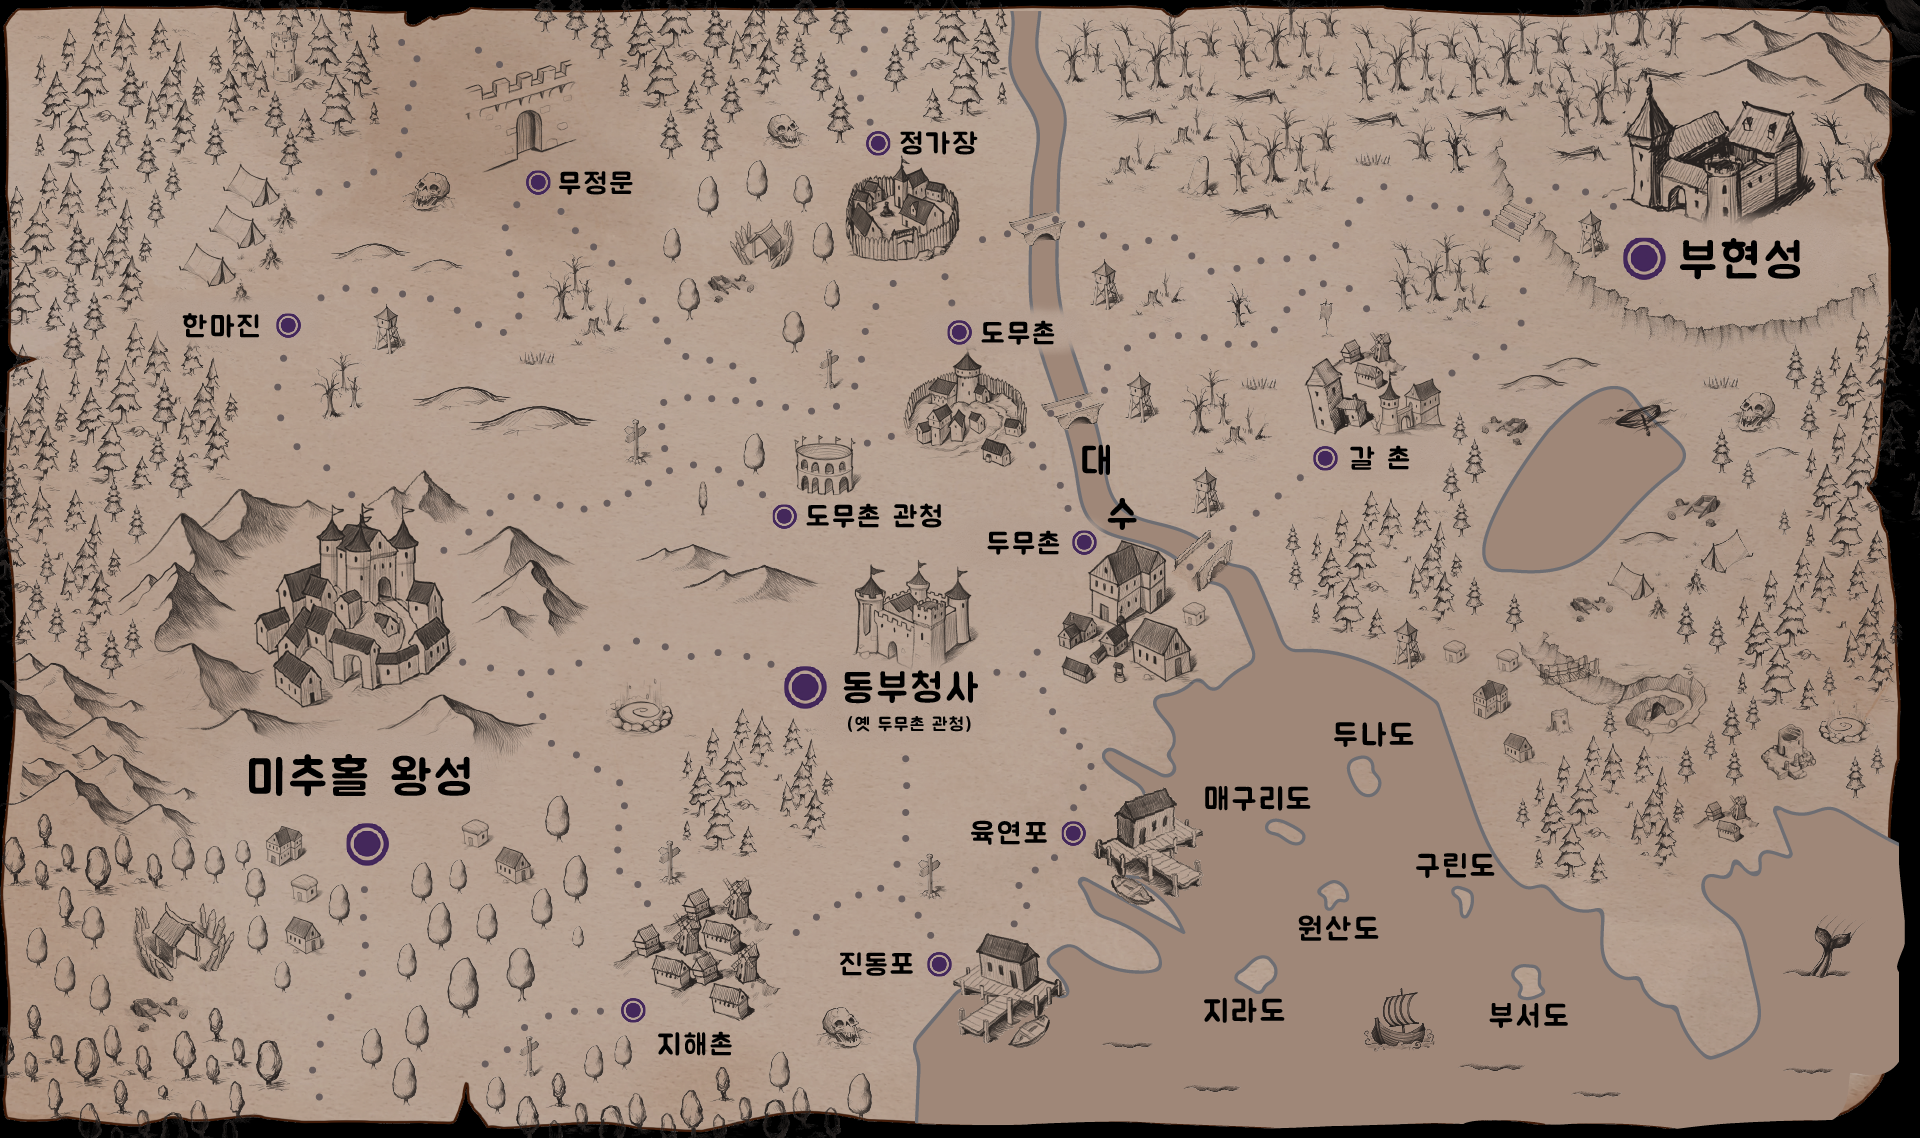 정가장
무정문
부현성
한마진
도무촌
대
수
갈 촌
도무촌 관청
두무촌
동부청사
(옛 두무촌 관청)
두나도
미추홀 왕성
매구리도
육연포
구린도
원산도
진동포
지라도
부서도
지해촌